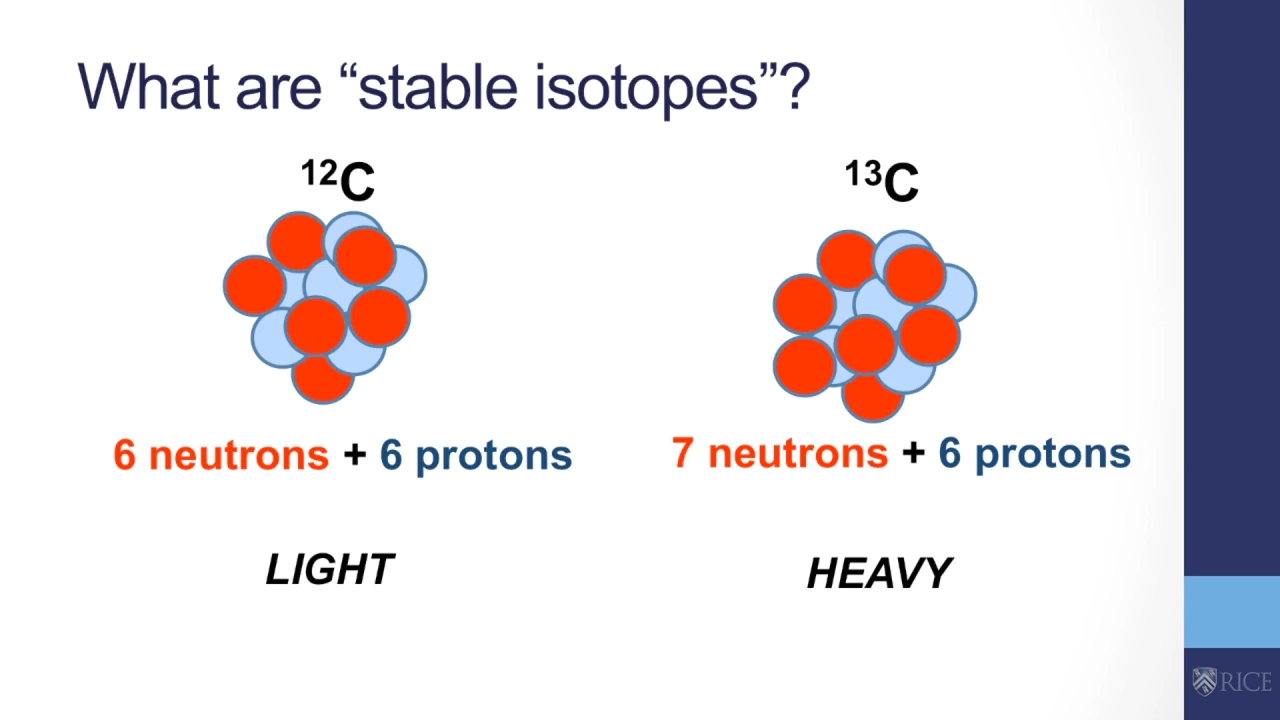 What are “stable isotopes”?
¹²C
¹³C
6 neutrons + 6 protons
7 neutrons + 6 protons
LIGHT
HEAVY
RICE